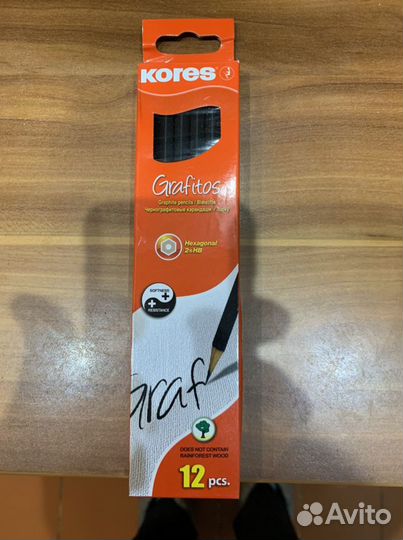 KORES
Grafitos
Graphite pencils / Bleistifte
Чернографитовые карандаши /
Hexagonal
2=HB
SOFTNESS
RESISTANCE
Graf
DOES NOT CONTAIN
RAINFOREST WOOD
12 pcs.
Avito